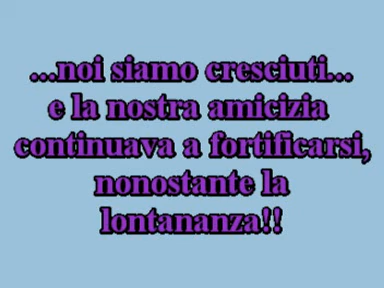 ...noi siamo cresciuti...
e la nostra amicizia
continuava a fortificarsi,
nonostante la
lontananza!!